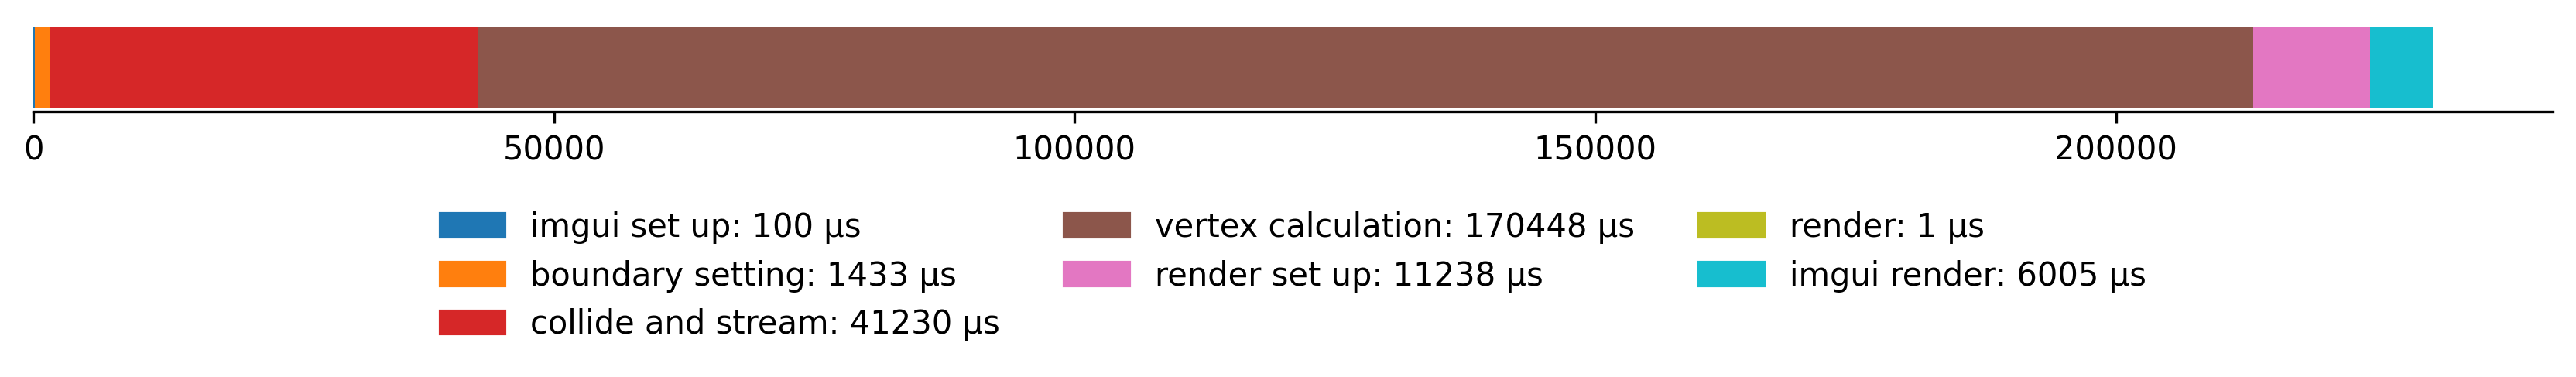 0
50000
100000
150000
200000
imgui set up: 100 µs
boundary setting: 1433 µs
collide and stream: 41230 µs
vertex calculation: 170448 µs
render set up: 11238 µs
render: 1 µs
imgui render: 6005 µs